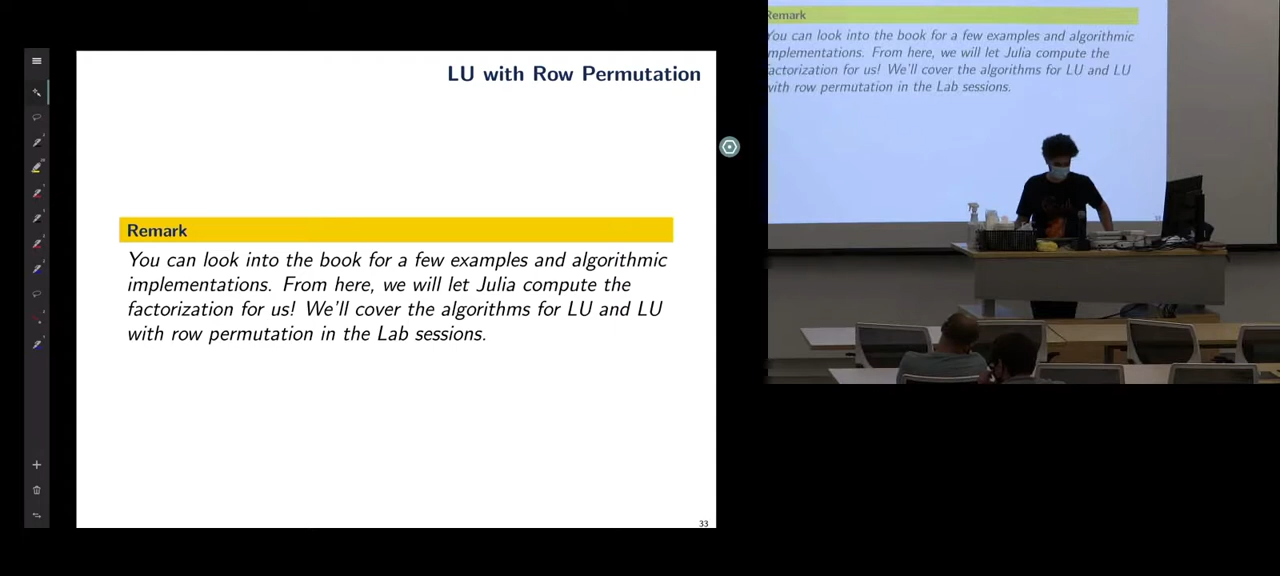 LU with Row Permutation
Remark
You can look into the book for a few examples and algorithmic
implementations. From here, we will let Julia compute the
factorization for us! We'll cover the algorithms for LU and LU
with row permutation in the Lab sessions.
33
Remark
You can look into the book for a few examples and algorithmic
implementations. From here, we will let Julia compute the
factorization for us! We'll cover the algorithms for LU and LU
with row permutation in the Lab sessions.